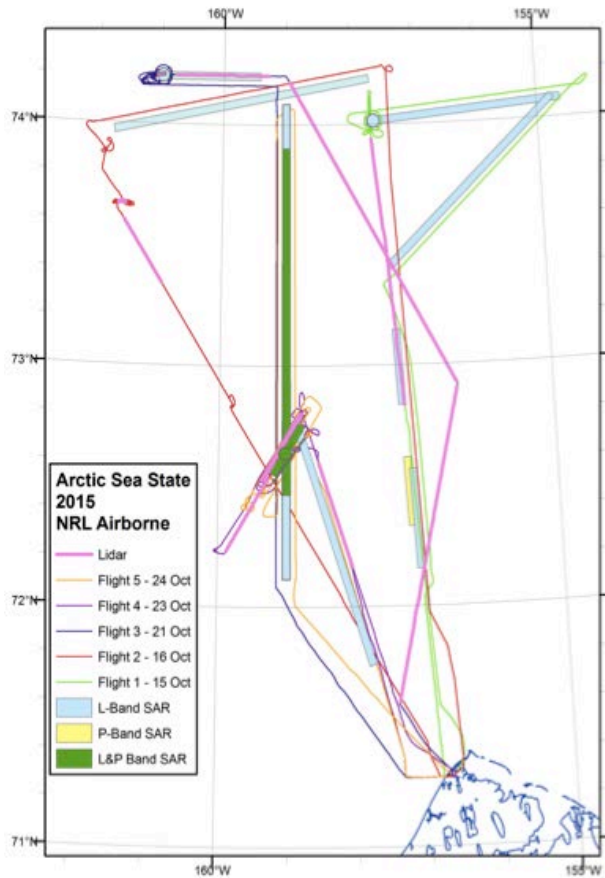 160°W
155°W
74°N
73°N
Arctic Sea State
2015
NRL Airborne
Lidar
Flight 5 - 24 Oct
Flight 4 - 23 Oct
Flight 3 - 21 Oct
Flight 2 - 16 Oct
Flight 1 - 15 Oct
L-Band SAR
P-Band SAR
L&P Band SAR
72°N
71°N
160°W
155°W